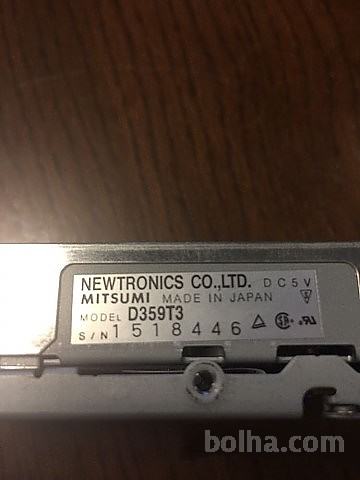 NEWTRONICS CO.,LTD. DC5V
MITSUMI MADE IN JAPAN
MODEL D359T3
S/N 1518446
bolha.com